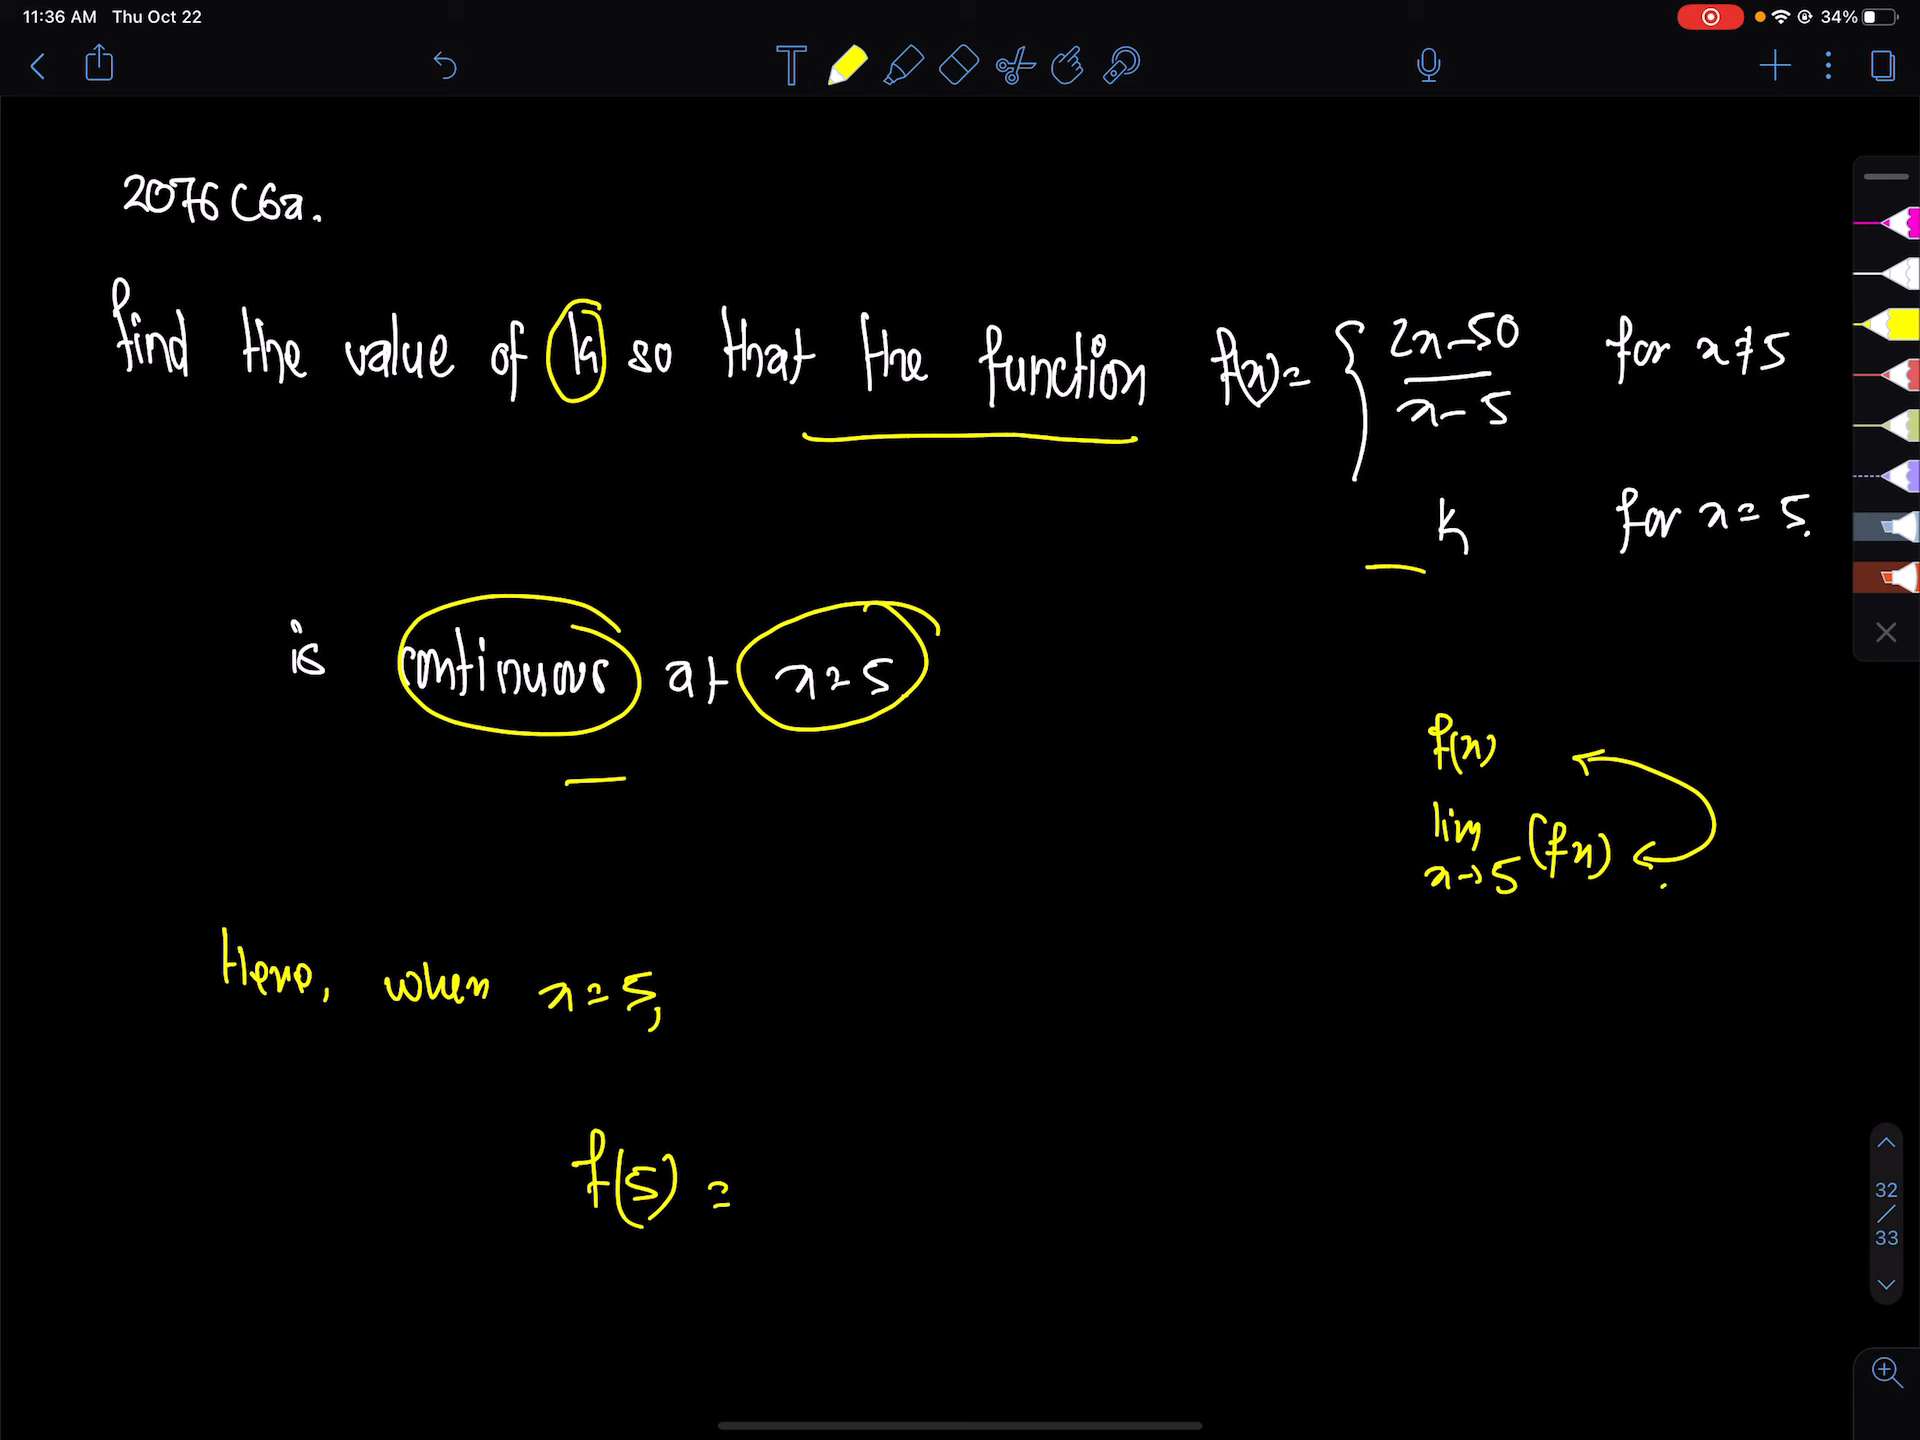 11:36 AM Thu Oct 22
34%
2076 C6a.
find the value of k so that the function f(x)= { 2x-50 / x-5 for x≠5
k for x = 5.
is continuous at x=5
f(x)
lim x→5 (fx)
Here, when x=5,
f(5) =
32 / 33